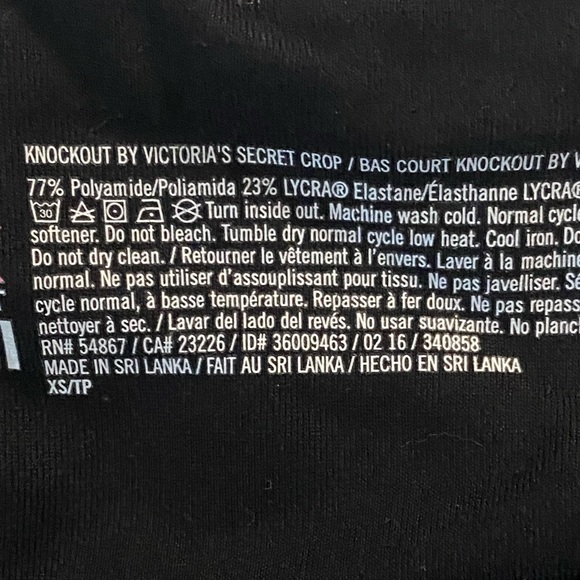 KNOCKOUT BY VICTORIA'S SECRET CROP / BAS COURT KNOCKOUT BY
77% Polyamide/Poliamida 23% LYCRA® Elastane/Élasthanne LYCRA®
30 Turn inside out. Machine wash cold. Normal cycl
softener. Do not bleach. Tumble dry normal cycle low heat. Cool iron. Do
Do not dry clean. / Retourner le vêtement à l'envers. Laver à la machine
normal. Ne pas utiliser d'assouplissant pour tissu. Ne pas javelliser. Sé
cycle normal, à basse température. Repasser à fer doux. Ne pas repass
nettoyer à sec. / Lavar del lado del revés. No usar suavizante. No planch
RN# 54867 / CA# 23226 / ID# 36009463 / 02 16 / 340858
MADE IN SRI LANKA / FAIT AU SRI LANKA / HECHO EN SRI LANKA
XS/TP